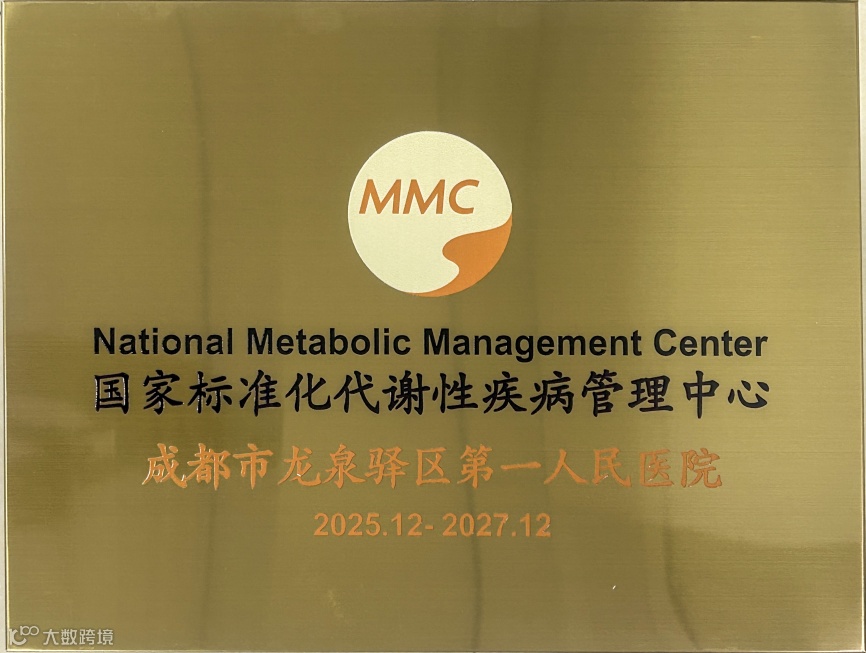 MMC
National Metabolic Management Center
国家标准化代谢性疾病管理中心
成都市龙泉驿区第一人民医院
2025.12- 2027.12
大数跨境